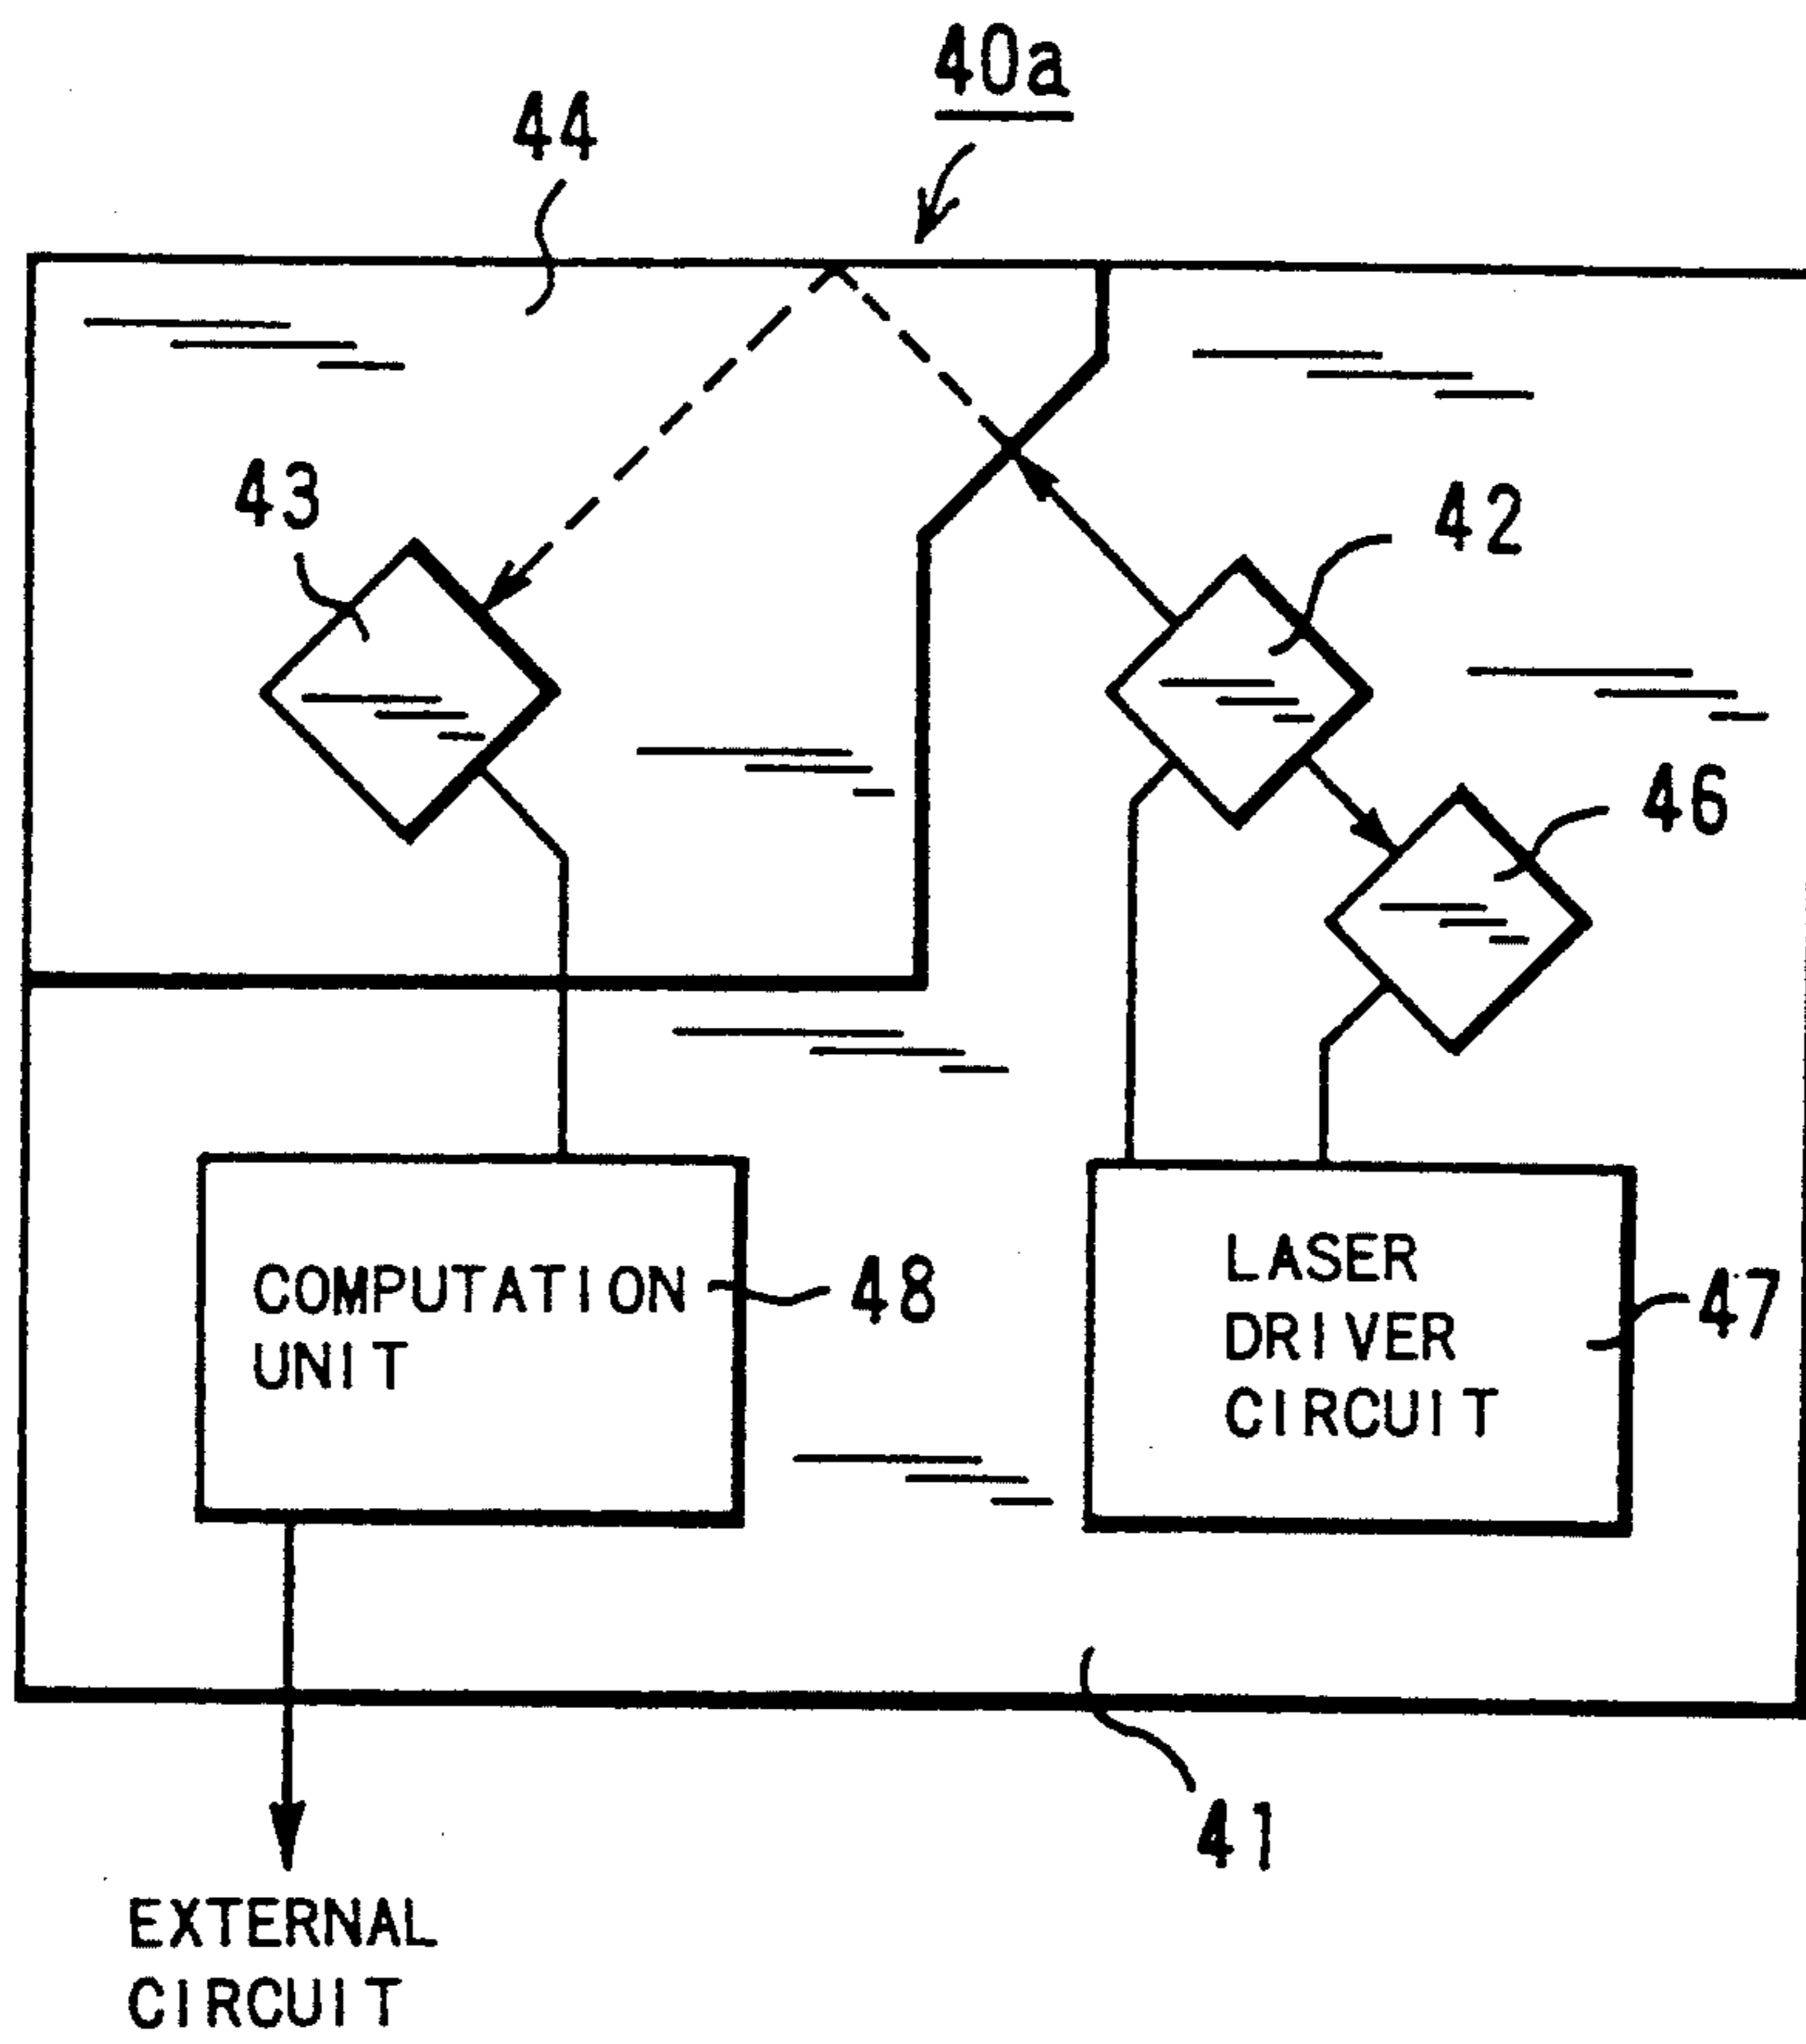 40a
44
43
42
46
COMPUTATION
UNIT
48
LASER
DRIVER
CIRCUIT
47
41
EXTERNAL
CIRCUIT